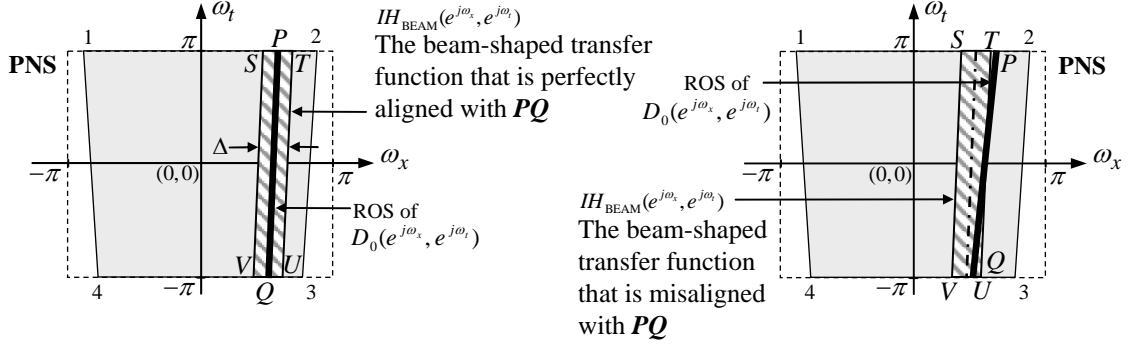 ω_t
1
π
P
2
PNS
S
T
IH_BEAM(e^{jω_x}, e^{jω_t})
The beam-shaped transfer
function that is perfectly
aligned with PQ
Δ
ω_x
−π
(0,0)
π
ROS of
D_0(e^{jω_x}, e^{jω_t})
V
U
4
−π
Q
3
ω_t
1
π
S
T
2
P
PNS
ROS of
D_0(e^{jω_x}, e^{jω_t})
ω_x
−π
(0,0)
π
IH_BEAM(e^{jω_x}, e^{jω_t})
The beam-shaped
transfer function
that is misaligned
with PQ
Q
4
−π
V
U
3